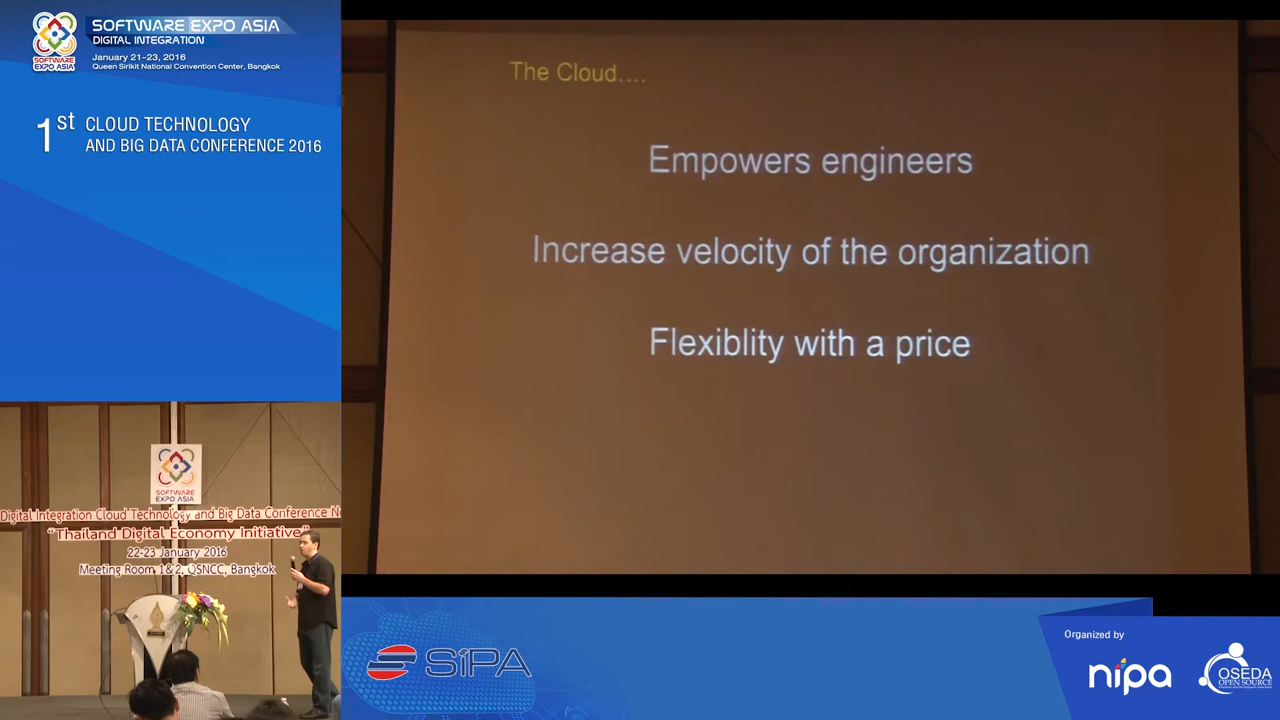 SOFTWARE EXPO ASIA
DIGITAL INTEGRATION
January 21-23, 2016
Queen Sirikit National Convention Center, Bangkok
SOFTWARE
EXPO ASIA
1st CLOUD TECHNOLOGY
AND BIG DATA CONFERENCE 2016
The Cloud....
Empowers engineers
Increase velocity of the organization
Flexiblity with a price
SOFTWARE
EXPO ASIA
Digital Integration Cloud Technology and Big Data Conference
"Thailand Digital Economy Initiative"
22-23 January 2016
Meeting Room 1&2, QSNCC, Bangkok
SiPA
Organized by
nipa
OSEDA
OPEN SOURCE